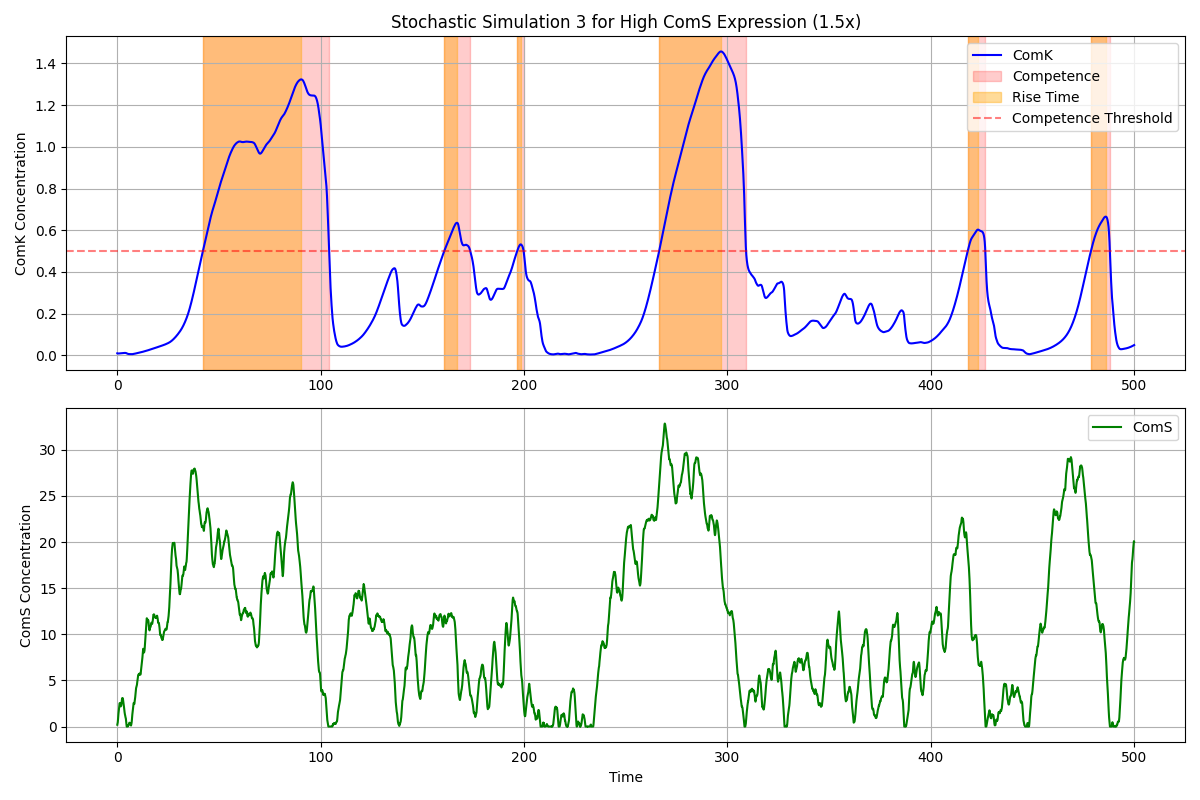 Stochastic Simulation 3 for High ComS Expression (1.5x)
ComK Concentration
1.4
1.2
1.0
0.8
0.6
0.4
0.2
0.0
ComK
Competence
Rise Time
Competence Threshold
0 100 200 300 400 500
ComS Concentration
30
25
20
15
10
5
0
ComS
0 100 200 300 400 500
Time